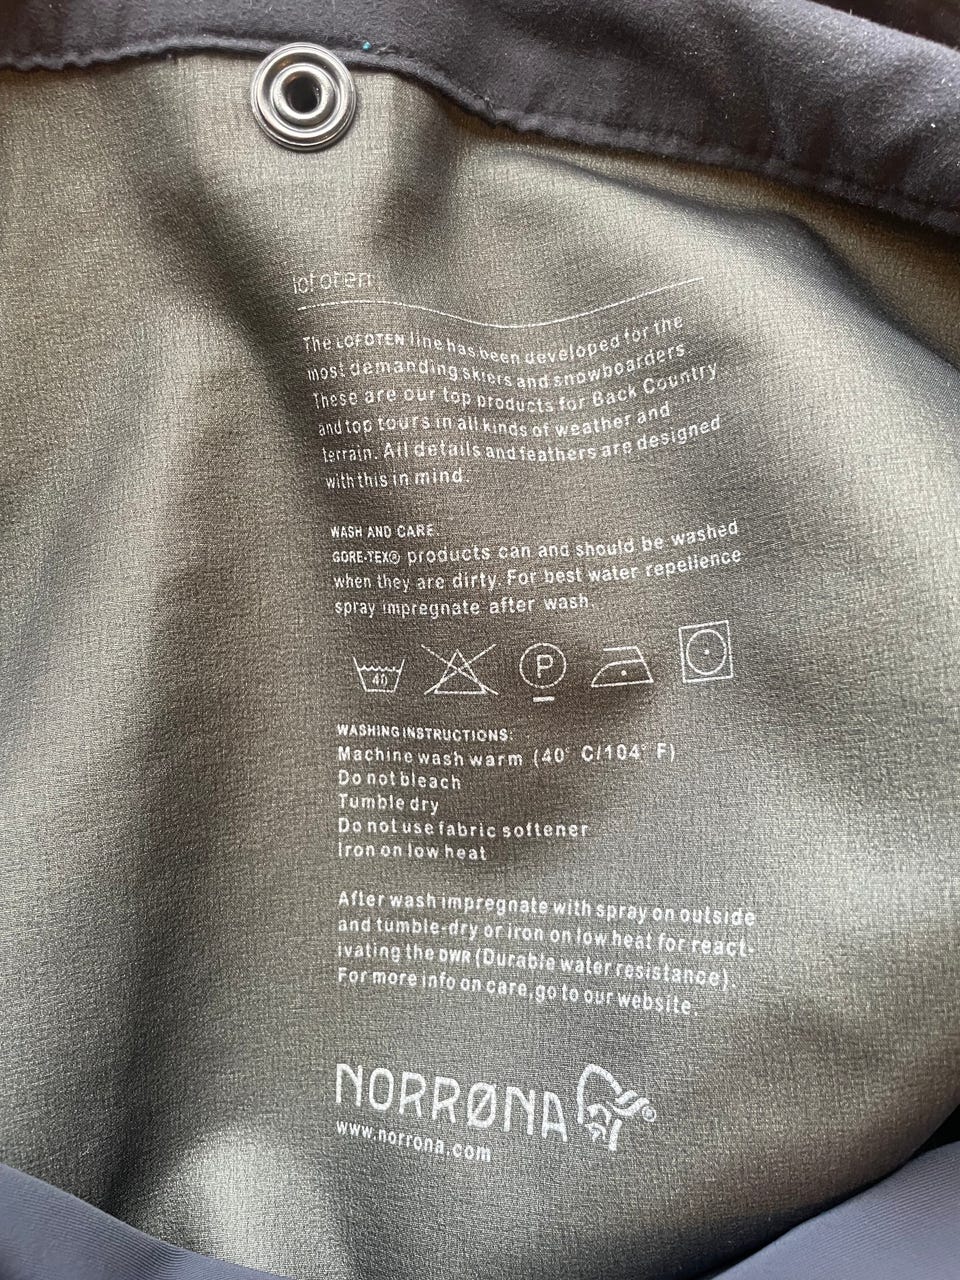 lofoten
The LOFOTEN line has been developed for the
most demanding skiers and snowboarders.
These are our top products for Back Country
and top tours in all kinds of weather and
terrain. All details and feathers are designed
with this in mind.
WASH AND CARE:
GORE-TEX® products can and should be washed
when they are dirty. For best water repelience
spray impregnate after wash.
40 P
WASHING INSTRUCTIONS:
Machine wash warm (40° C/104° F)
Do not bleach
Tumble dry
Do not use fabric softener
Iron on low heat
After wash impregnate with spray on outside
and tumble-dry or iron on low heat for react-
ivating the DWR (Durable water resistance).
For more info on care, go to our website.
NORRØNA ®
www.norrona.com